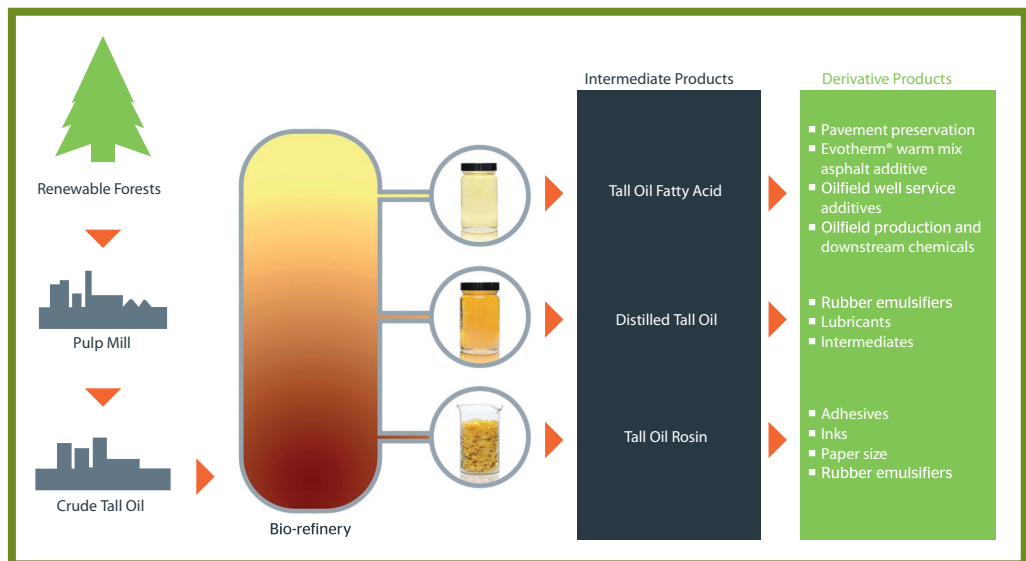 Renewable Forests
Pulp Mill
Crude Tall Oil
Bio-refinery
Intermediate Products
Tall Oil Fatty Acid
Distilled Tall Oil
Tall Oil Rosin
Derivative Products
▪ Pavement preservation
▪ Evotherm® warm mix
asphalt additive
▪ Oilfield well service
additives
▪ Oilfield production and
downstream chemicals
▪ Rubber emulsifiers
▪ Lubricants
▪ Intermediates
▪ Adhesives
▪ Inks
▪ Paper size
▪ Rubber emulsifiers